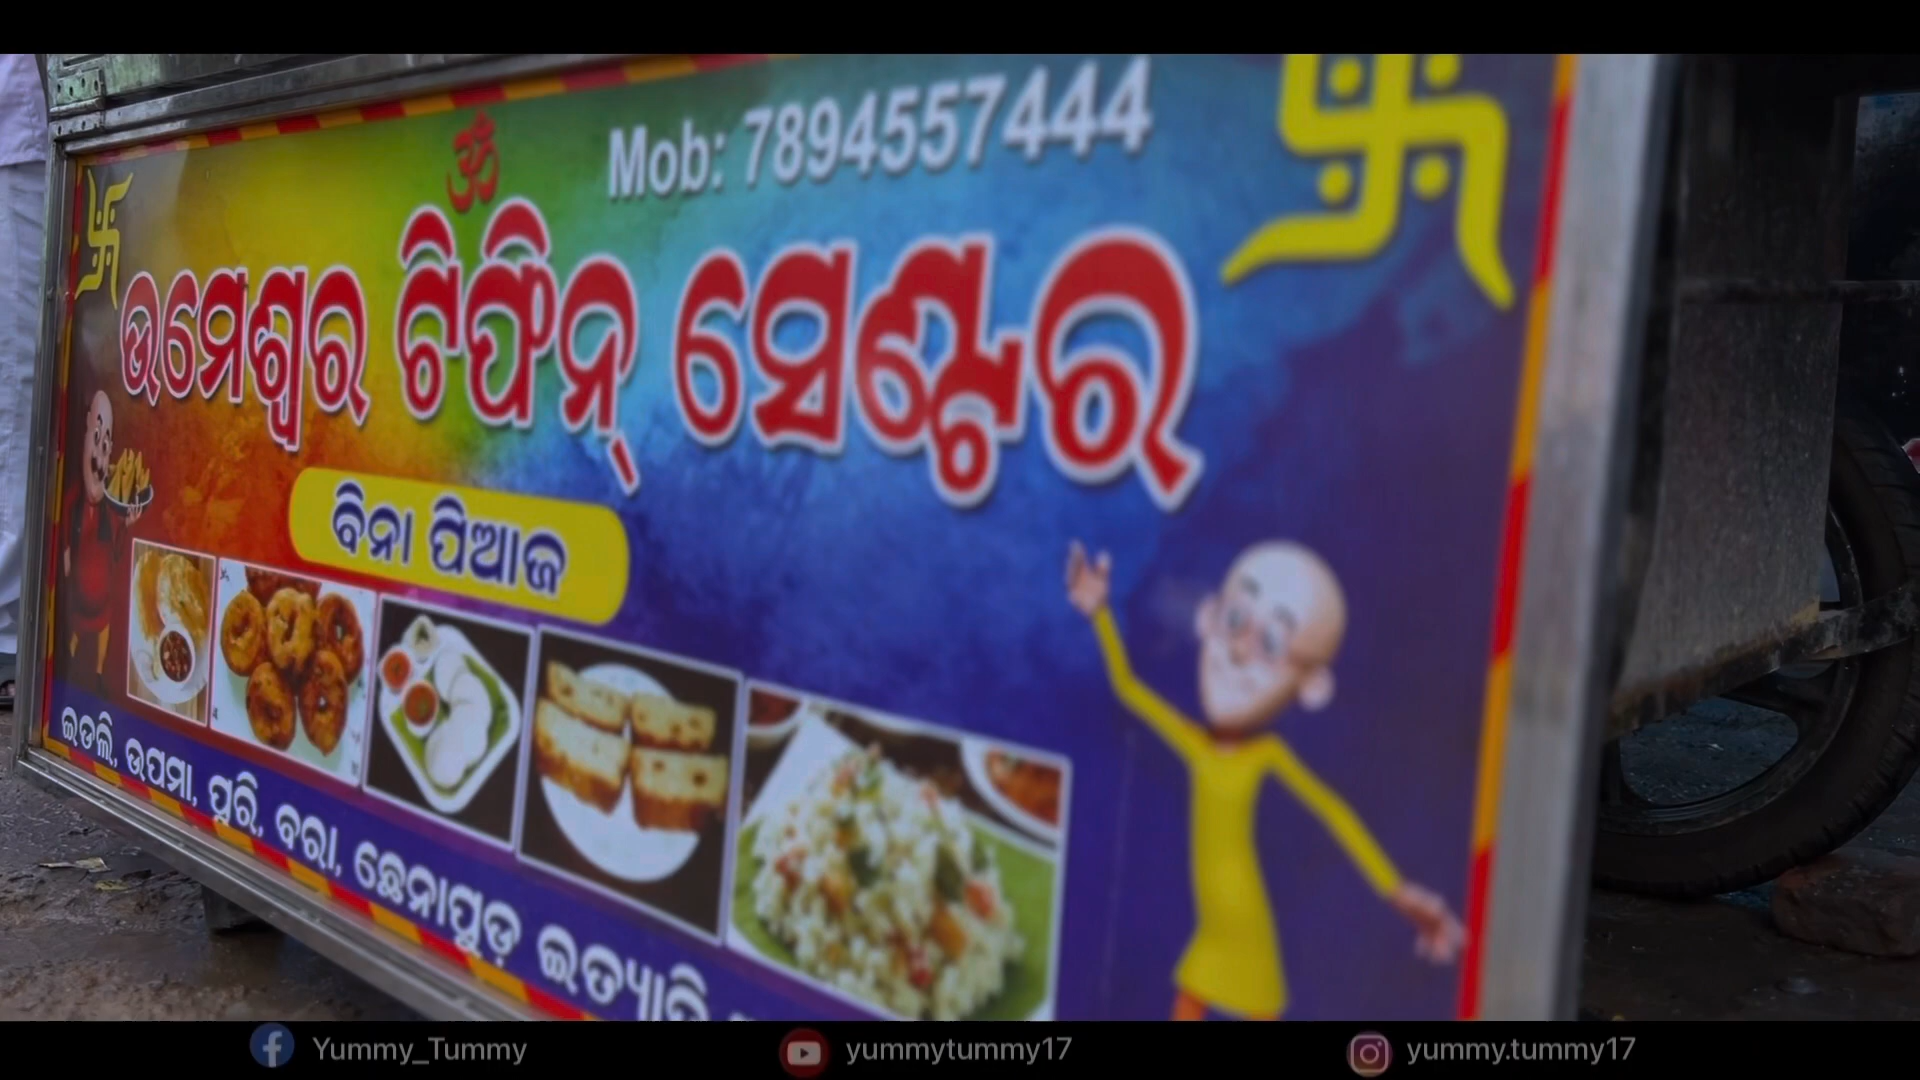 ॐ
Mob: 7894557444
ଉମେଶ୍ୱର ଟିଫିନ୍ ସେଣ୍ଟର
ବିନା ପିଆଜ
ଇଡଲି, ଉପମା, ପୁରି, ବରା, ଛେନାପୁଡ଼ ଇତ୍ୟାଦି
Yummy_Tummy
yummytummy17
yummy.tummy17